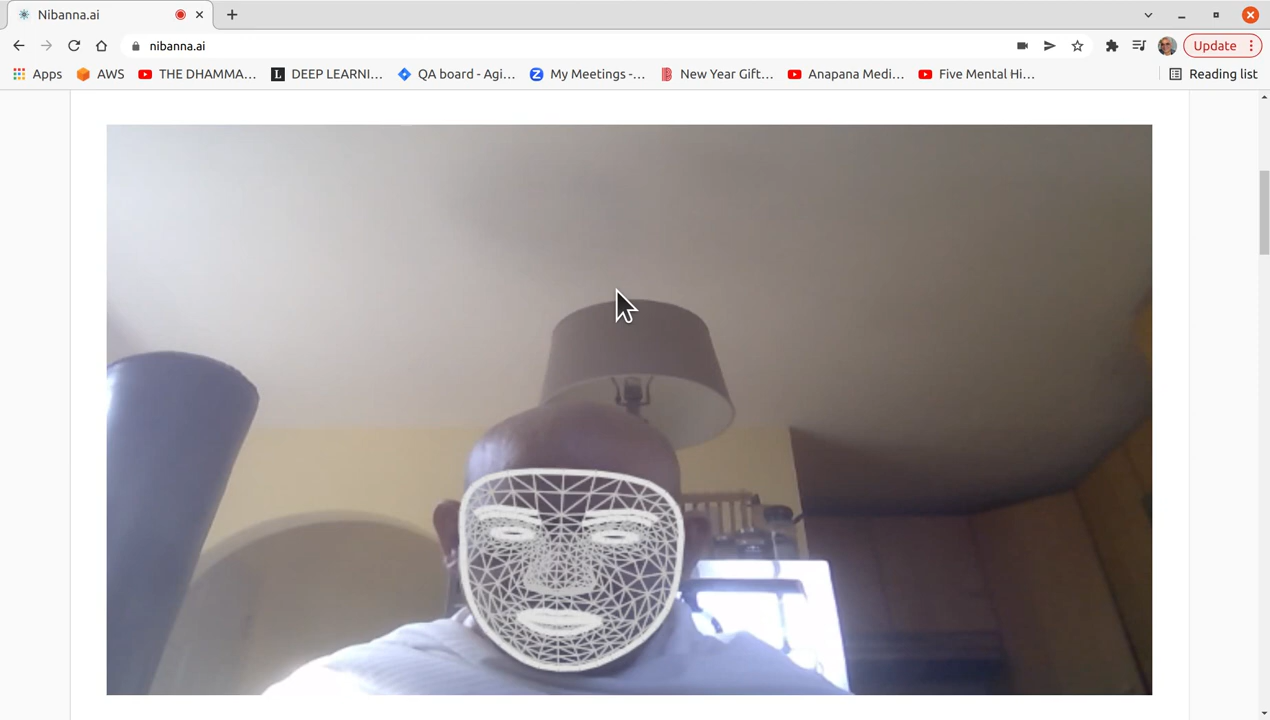 Nibanna.ai
nibanna.ai
Update
Apps
AWS
THE DHAMMA...
L
DEEP LEARNI...
QA board - Agi...
Z
My Meetings -...
B
New Year Gift...
Anapana Medi...
Five Mental Hi...
Reading list